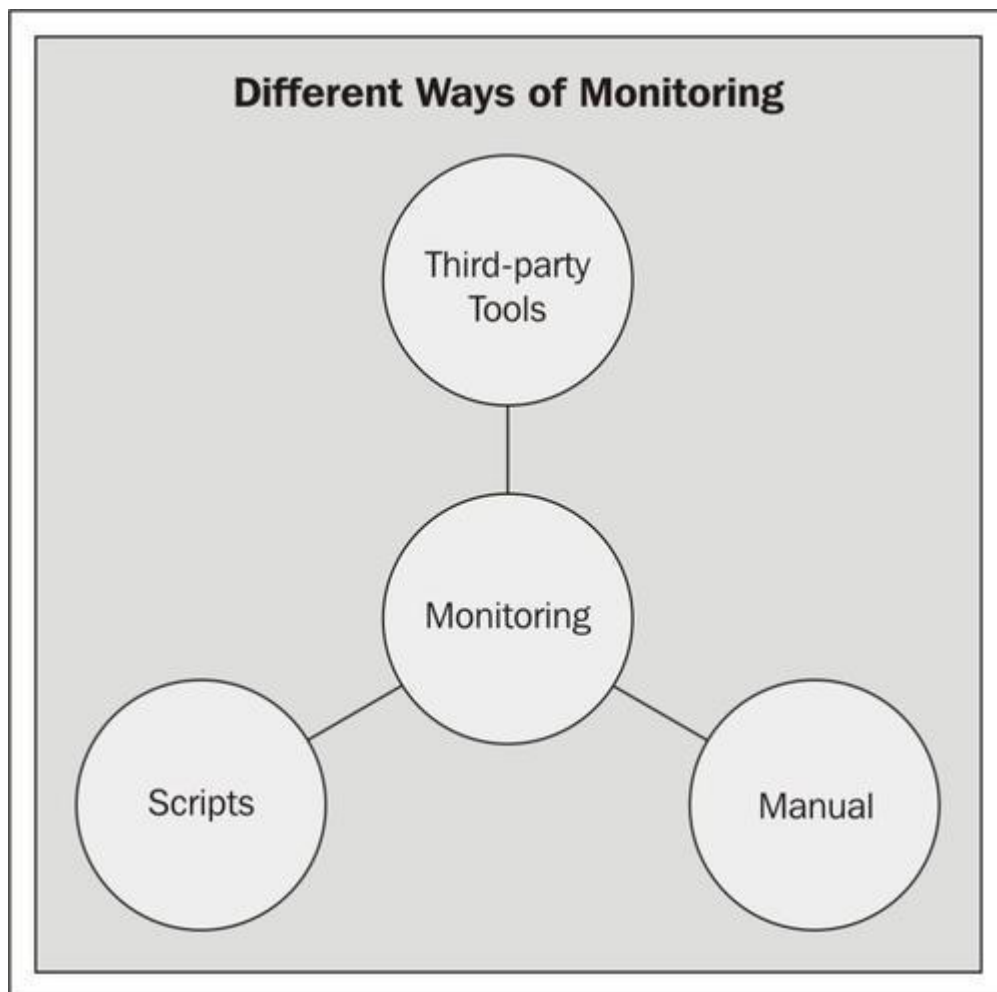 Different Ways of Monitoring
Third-party
Tools
Monitoring
Scripts
Manual